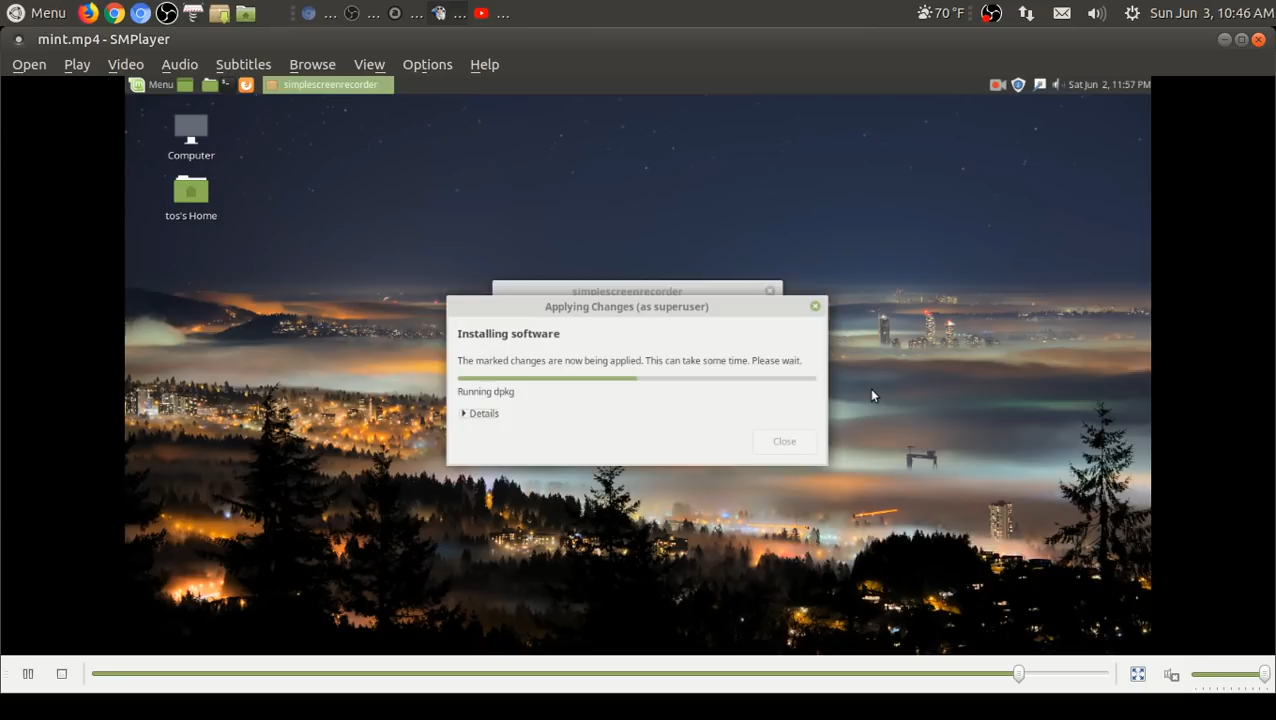 Menu ... ... ... ... ... 70 °F Sun Jun 3, 10:46 AM
mint.mp4 - SMPlayer
Open Play Video Audio Subtitles Browse View Options Help
Menu simplescreenrecorder Sat Jun 2, 11:57 PM
Computer
tos's Home
simplescreenrecorder
Applying Changes (as superuser)
Installing software
The marked changes are now being applied. This can take some time. Please wait.
Running dpkg
Details
Close